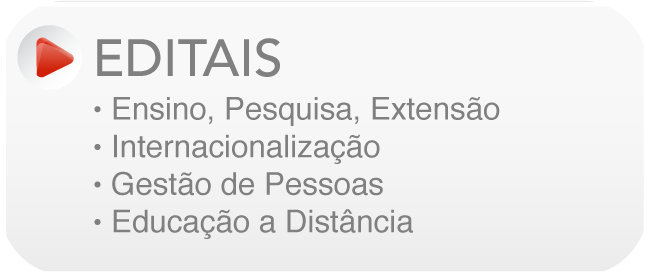 EDITAIS
• Ensino, Pesquisa, Extensão
• Internacionalização
• Gestão de Pessoas
• Educação a Distância